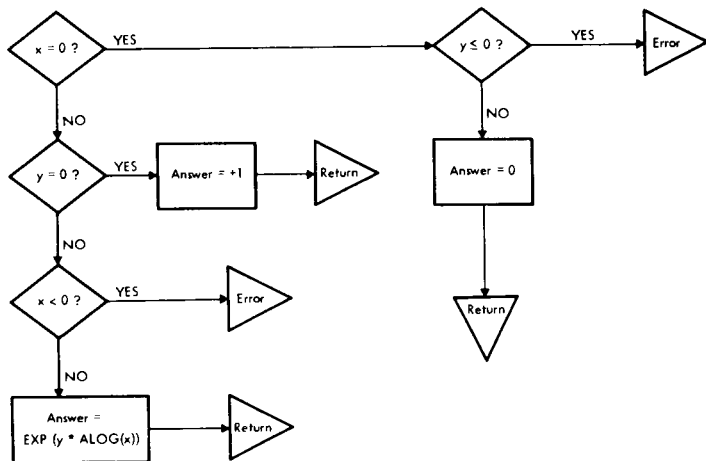 x = 0 ?
YES
y ≤ 0 ?
YES
Error
NO
NO
y = 0 ?
YES
Answer = +1
Return
Answer = 0
NO
x < 0 ?
YES
Error
Return
NO
Answer =
EXP (y * ALOG(x))
Return